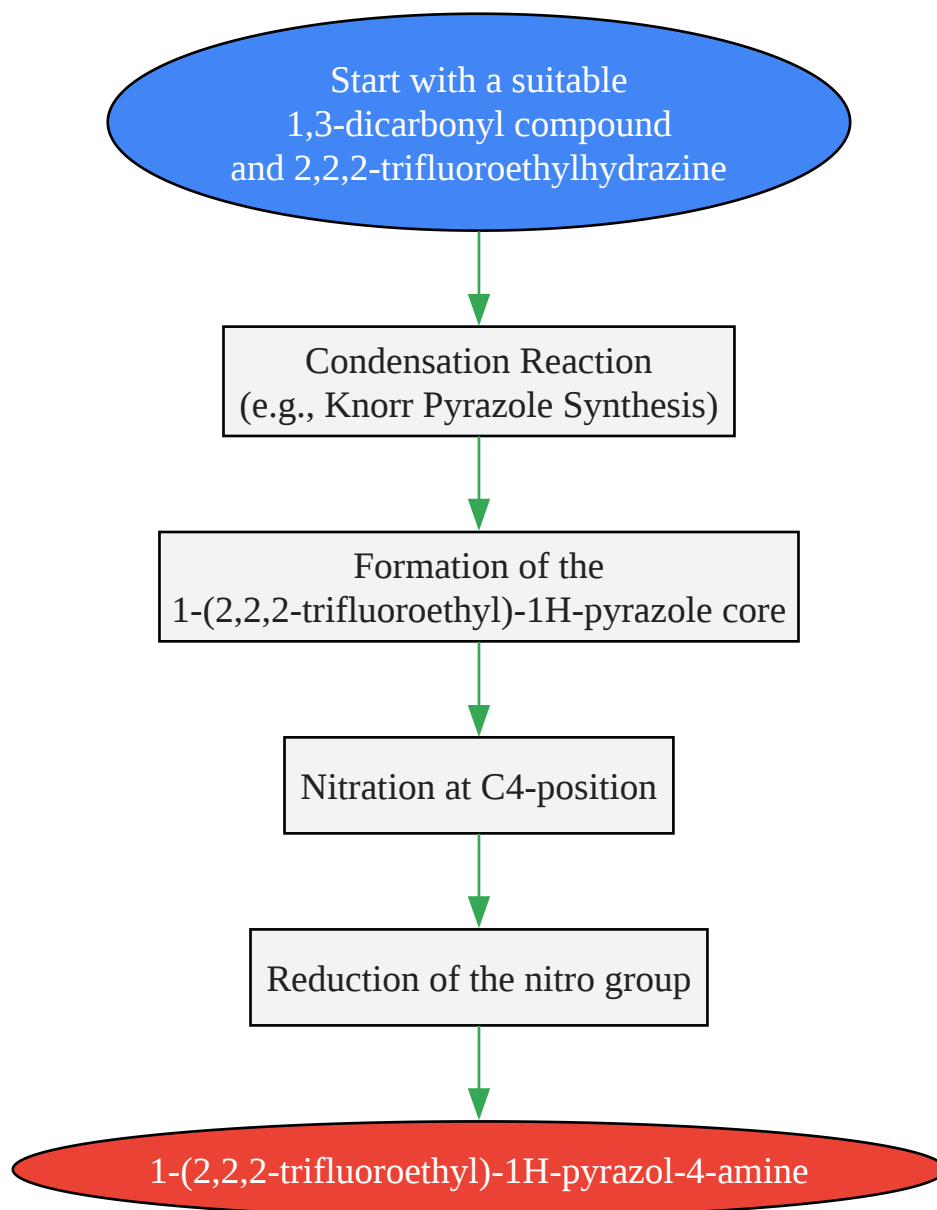 Start with a suitable
1,3-dicarbonyl compound
and 2,2,2-trifluoroethylhydrazine
Condensation Reaction
(e.g., Knorr Pyrazole Synthesis)
Formation of the
1-(2,2,2-trifluoroethyl)-1H-pyrazole core
Nitration at C4-position
Reduction of the nitro group
1-(2,2,2-trifluoroethyl)-1H-pyrazol-4-amine